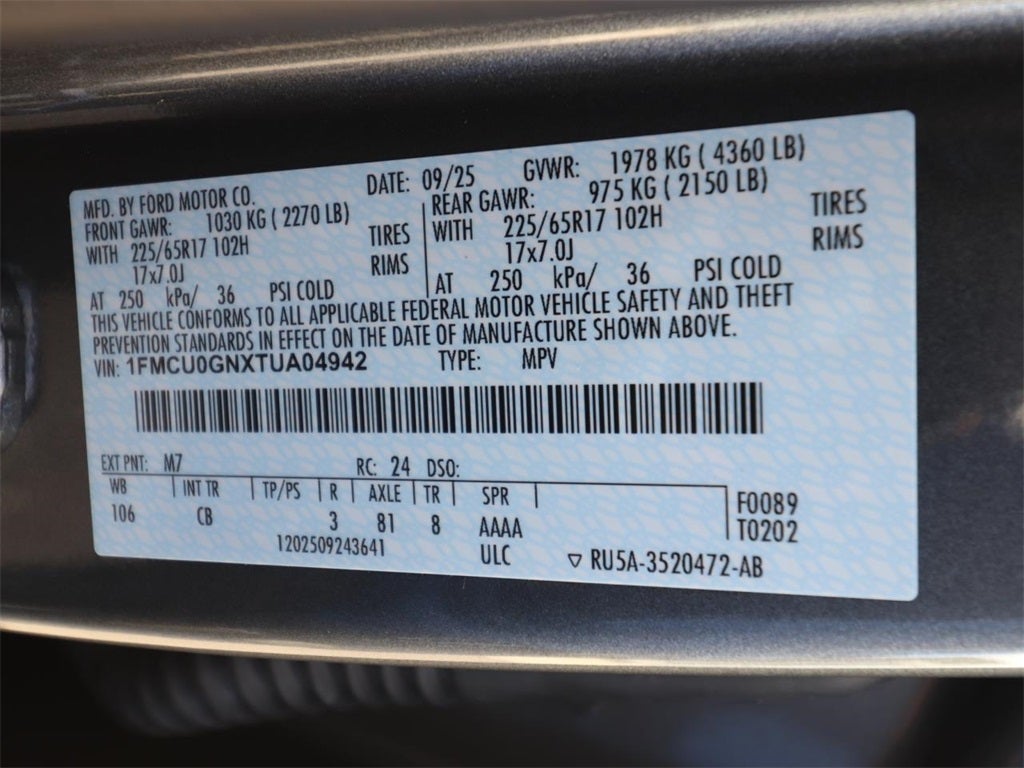 MFD. BY FORD MOTOR CO. DATE: 09/25 GVWR: 1978 KG ( 4360 LB)
FRONT GAWR: 1030 KG ( 2270 LB) REAR GAWR: 975 KG ( 2150 LB)
WITH 225/65R17 102H TIRES WITH 225/65R17 102H TIRES
17x7.0J RIMS 17x7.0J RIMS
AT 250 kPa/ 36 PSI COLD AT 250 kPa/ 36 PSI COLD
THIS VEHICLE CONFORMS TO ALL APPLICABLE FEDERAL MOTOR VEHICLE SAFETY AND THEFT
PREVENTION STANDARDS IN EFFECT ON THE DATE OF MANUFACTURE SHOWN ABOVE.
VIN: 1FMCU0GNXTUA04942 TYPE: MPV
EXT PNT: M7 RC: 24 DSO:
WB INT TR TP/PS R AXLE TR SPR F0089
106 CB 3 81 8 AAAA T0202
1202509243641 ULC ▽ RU5A-3520472-AB